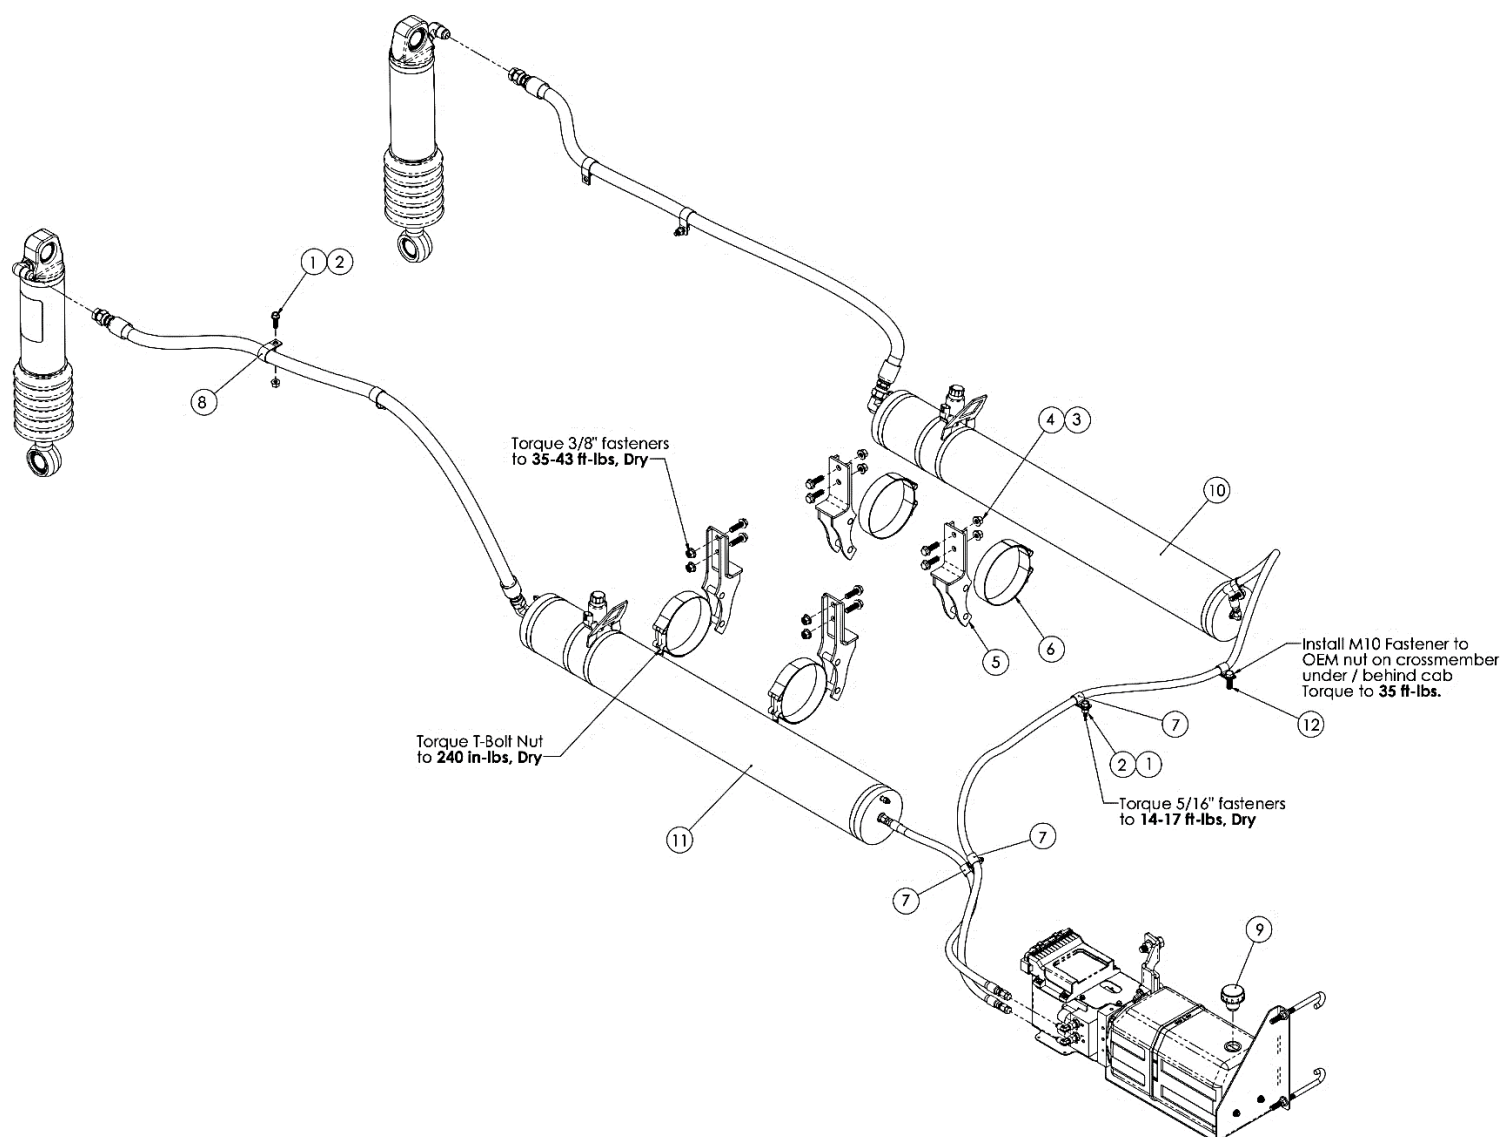 1 2
8
Torque 3/8" fasteners
to 35-43 ft-lbs, Dry
4 3
10
5
6
Install M10 Fastener to
OEM nut on crossmember
under / behind cab
Torque to 35 ft-lbs.
12
7
2 1
Torque T-Bolt Nut
to 240 in-lbs, Dry
Torque 5/16" fasteners
to 14-17 ft-lbs, Dry
11
7
7
9